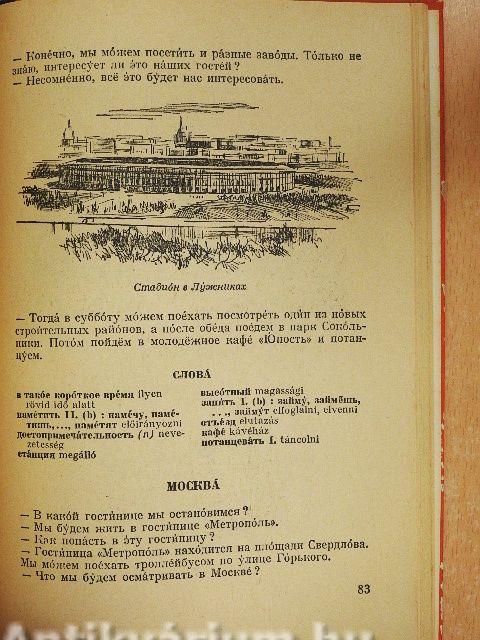 — Коне́чно, мы мо́жем посети́ть и ра́зные заво́ды. То́лько не
зна́ю, интересу́ет ли э́то на́ших госте́й?
— Несомне́нно, всё э́то бу́дет нас интересова́ть.
Стадио́н в Лужника́х
— Тогда́ в суббо́ту мо́жем пое́хать посмотре́ть оди́н из но́вых
строи́тельных райо́нов, а по́сле обе́да пое́дем в парк Соко́ль-
ники. Пото́м пойдём в молодёжное кафе́ «Ю́ность» и потан-
цу́ем.
СЛОВА́
в тако́е коро́ткое вре́мя ilyen
rövid idő alatt
наме́тить II. (b) : наме́чу, наме́-
тишь, ..., наме́тят előirányozni
достопримеча́тельность (n) neve-
zetesség
ста́нция megálló
высо́тный magassági
заня́ть I. (b) : займу́, займёшь,
..., займу́т elfoglalni, elvenni
отъе́зд elutazás
кафе́ kávéház
потанцева́ть I. táncolni
МОСКВА́
— В како́й гости́нице мы остано́вимся?
— Мы бу́дем жить в гости́нице «Метропо́ль».
— Как попа́сть в э́ту гости́ницу?
— Гости́ница «Метропо́ль» нахо́дится на пло́щади Свердло́ва.
Мы мо́жем пое́хать тролле́йбусом по у́лице Го́рького.
— Что мы бу́дем осма́тривать в Москве́?
83
Antikvárium.hu